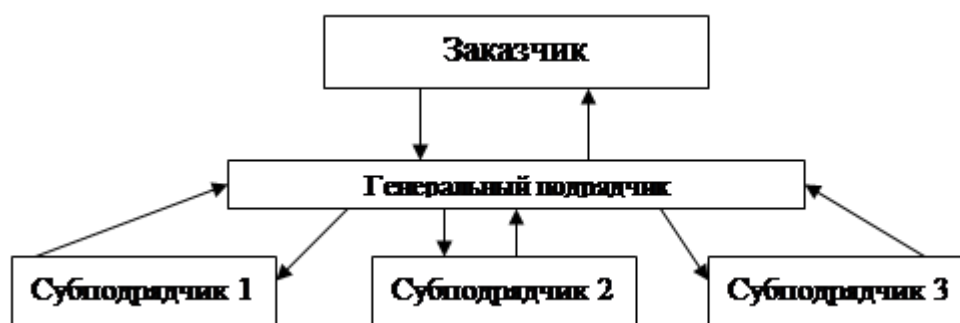 Заказчик
Генеральный подрядчик
Субподрядчик 1
Субподрядчик 2
Субподрядчик 3